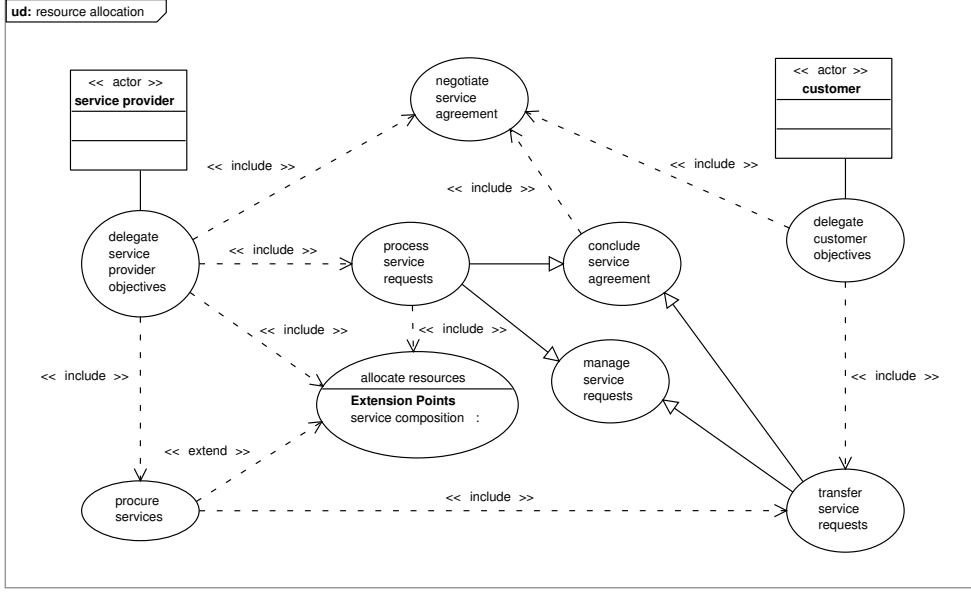 ud: resource allocation
<< actor >>
service provider
<< actor >>
customer
negotiate
service
agreement
<< include >>
<< include >>
<< include >>
delegate
service
provider
objectives
<< include >>
process
service
requests
conclude
service
agreement
delegate
customer
objectives
<< include >>
<< include >>
<< include >>
allocate resources
Extension Points
service composition :
manage
service
requests
<< include >>
<< extend >>
procure
services
<< include >>
transfer
service
requests